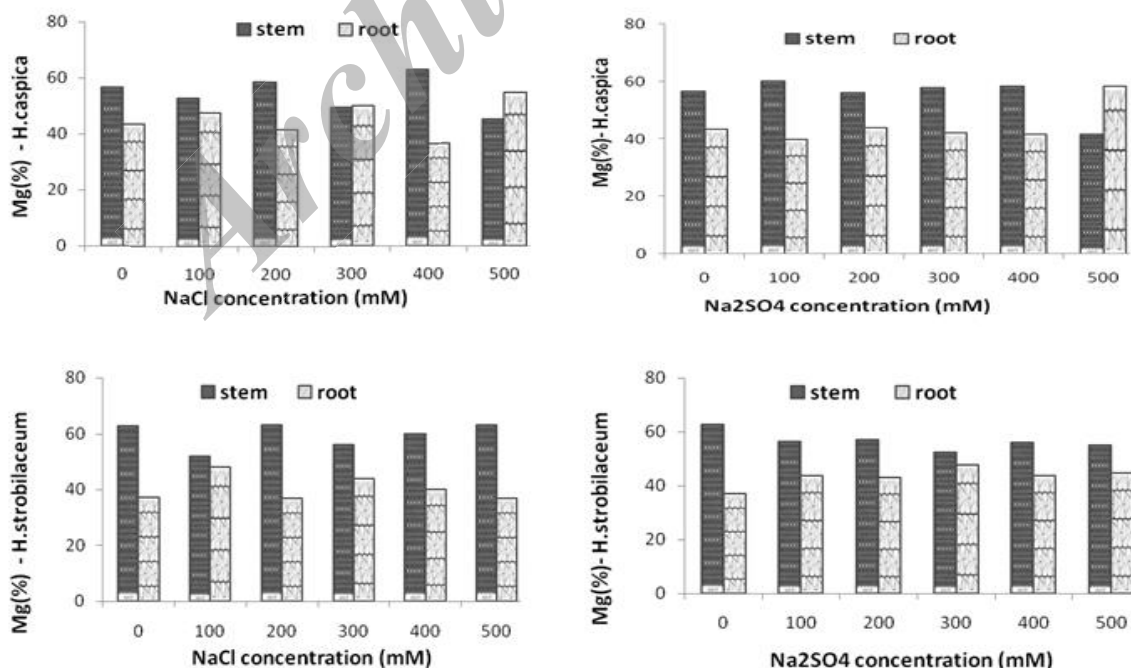 80
60
40
20
0
Mg(%) - H.caspica
stem root
0 100 200 300 400 500
NaCl concentration (mM)
80
60
40
20
0
Mg(%)- H.caspica
stem root
0 100 200 300 400 500
Na2SO4 concentration (mM)
80
60
40
20
0
Mg(%) - H.strobilaceum
stem root
0 100 200 300 400 500
NaCl concentration (mM)
80
60
40
20
0
Mg(%)- H.strobilaceum
stem root
0 100 200 300 400 500
Na2SO4 concentration (mM)